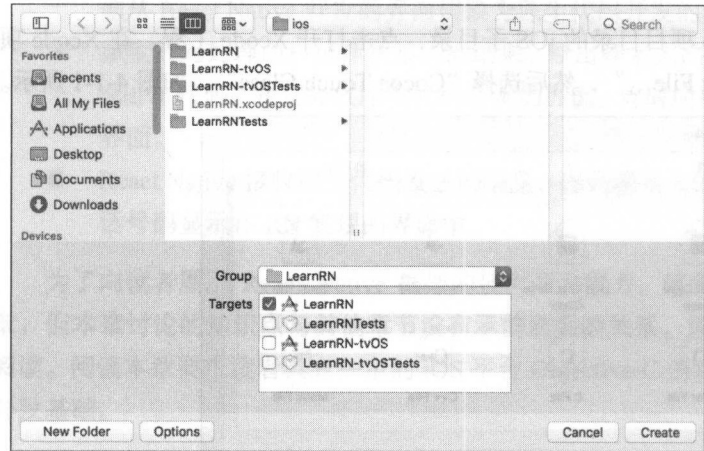 ios
Search
Favorites
Recents
All My Files
Applications
Desktop
Documents
Downloads
Devices
LearnRN
LearnRN-tvOS
LearnRN-tvOSTests
LearnRN.xcodeproj
LearnRNTests
Group LearnRN
Targets LearnRN
LearnRNTests
LearnRN-tvOS
LearnRN-tvOSTests
New Folder Options Cancel Create